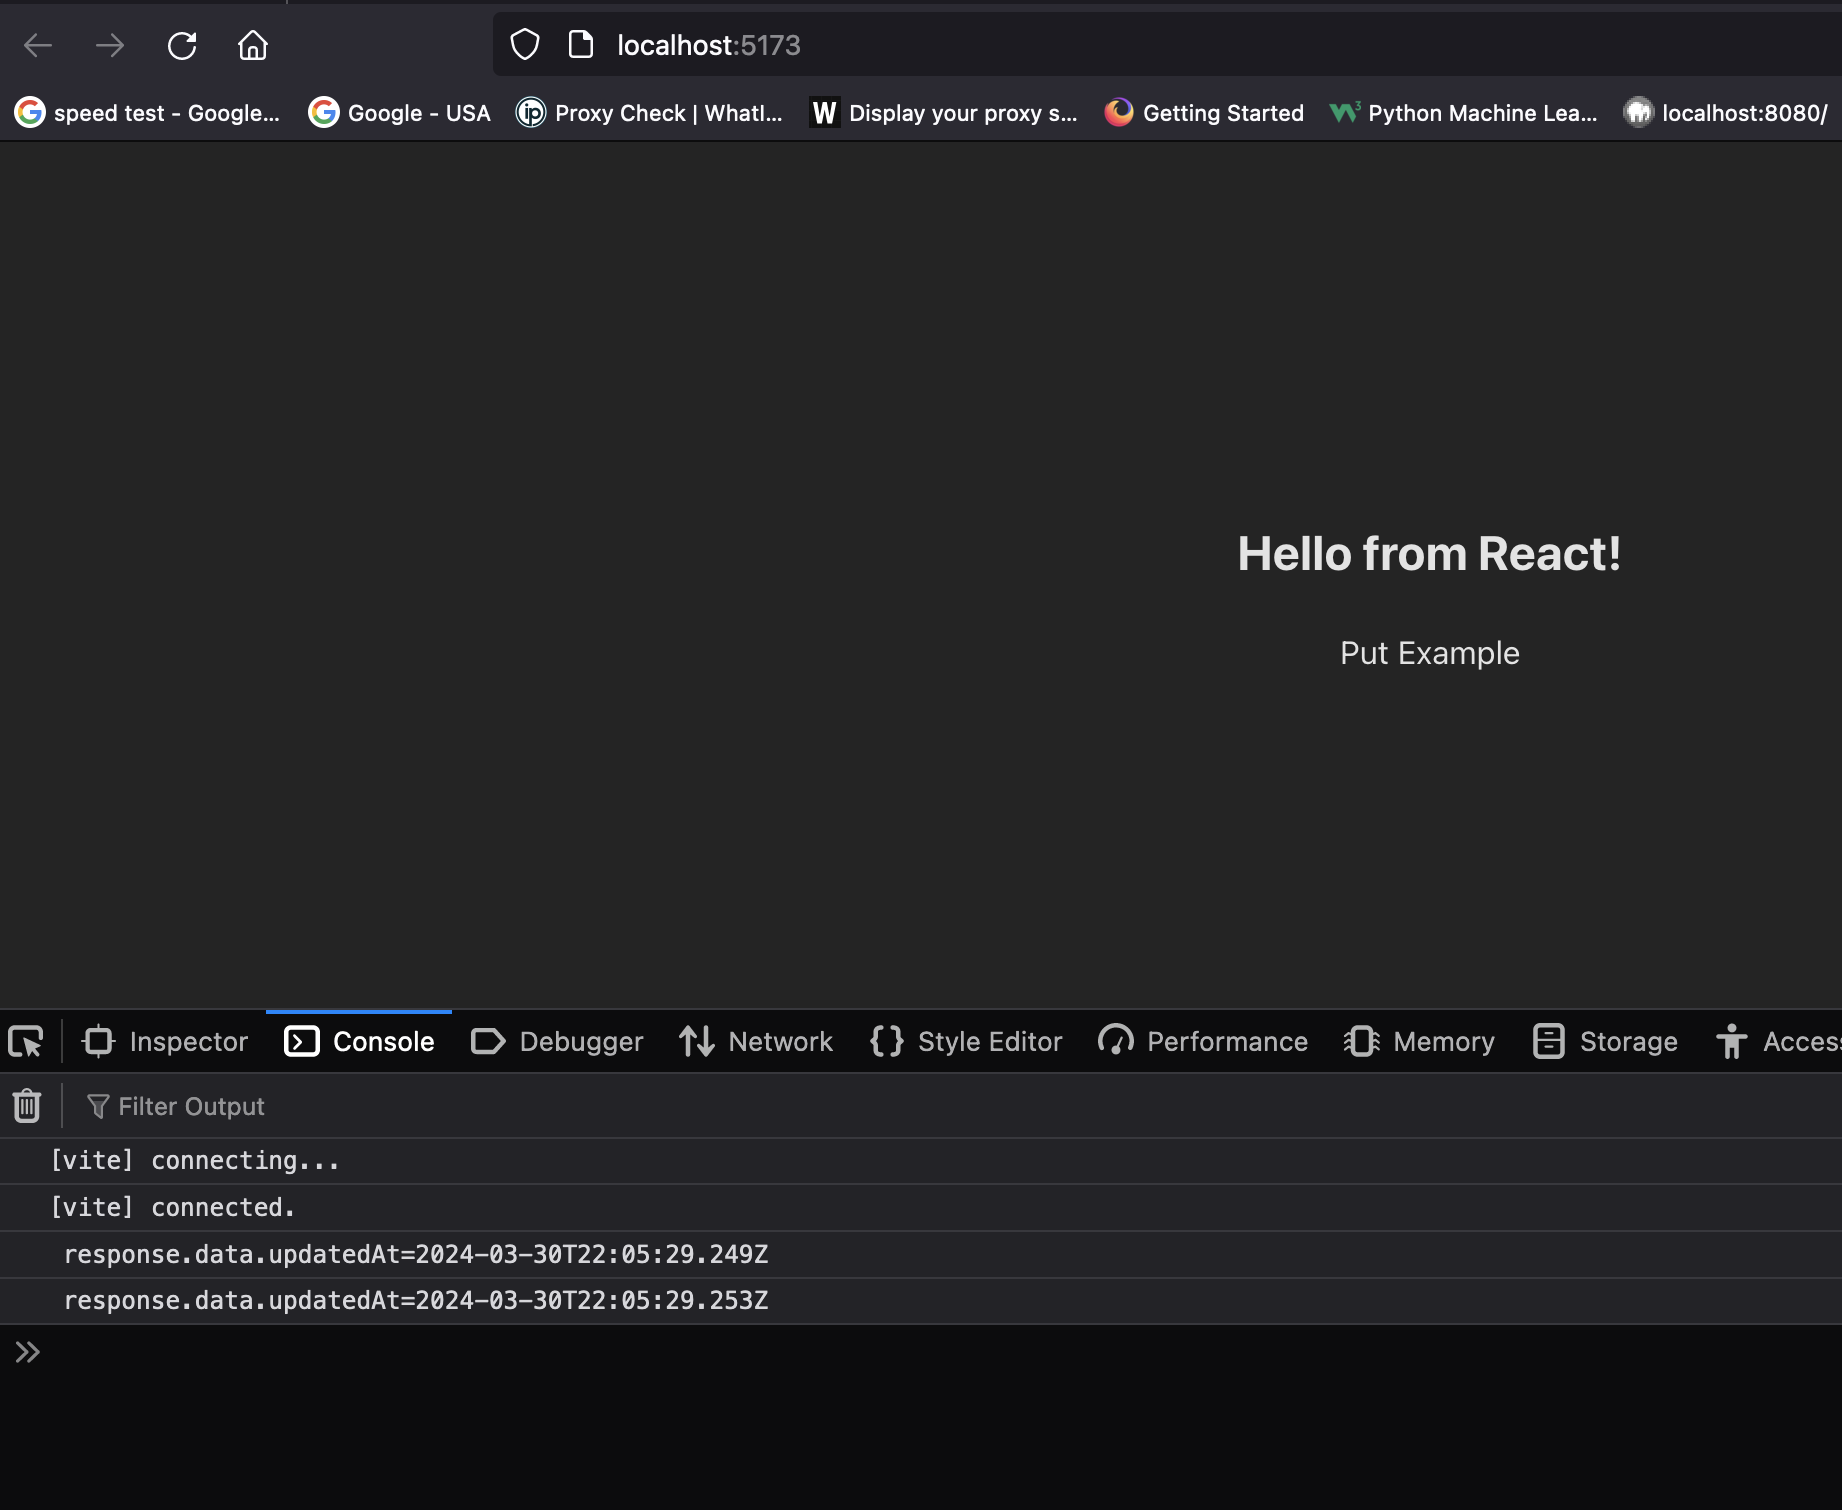 localhost:5173
speed test - Google... Google - USA Proxy Check | WhatI... Display your proxy s... Getting Started Python Machine Lea... localhost:8080/
Hello from React!
Put Example
Inspector Console Debugger Network Style Editor Performance Memory Storage Acces
Filter Output
[vite] connecting...
[vite] connected.
response.data.updatedAt=2024-03-30T22:05:29.249Z
response.data.updatedAt=2024-03-30T22:05:29.253Z